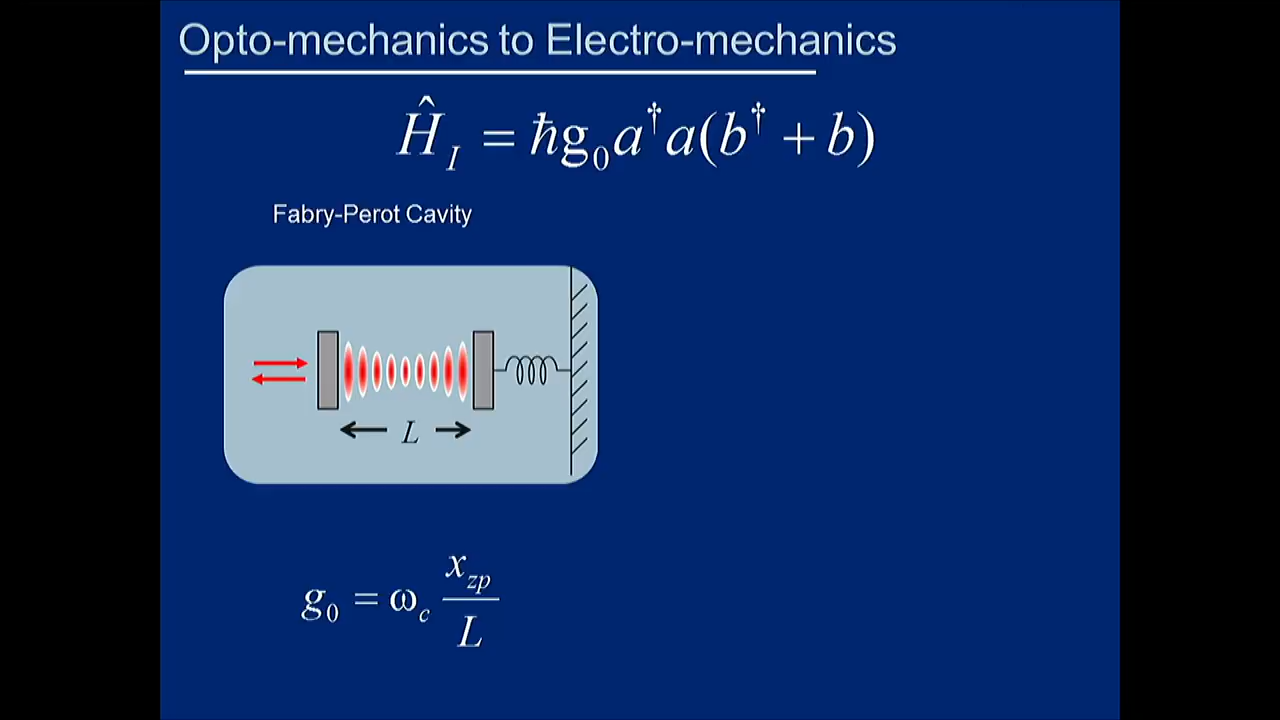 Opto-mechanics to Electro-mechanics
Ĥ_I = ħg₀a†a(b† + b)
Fabry-Perot Cavity
L
g₀ = ω_c x_zp / L